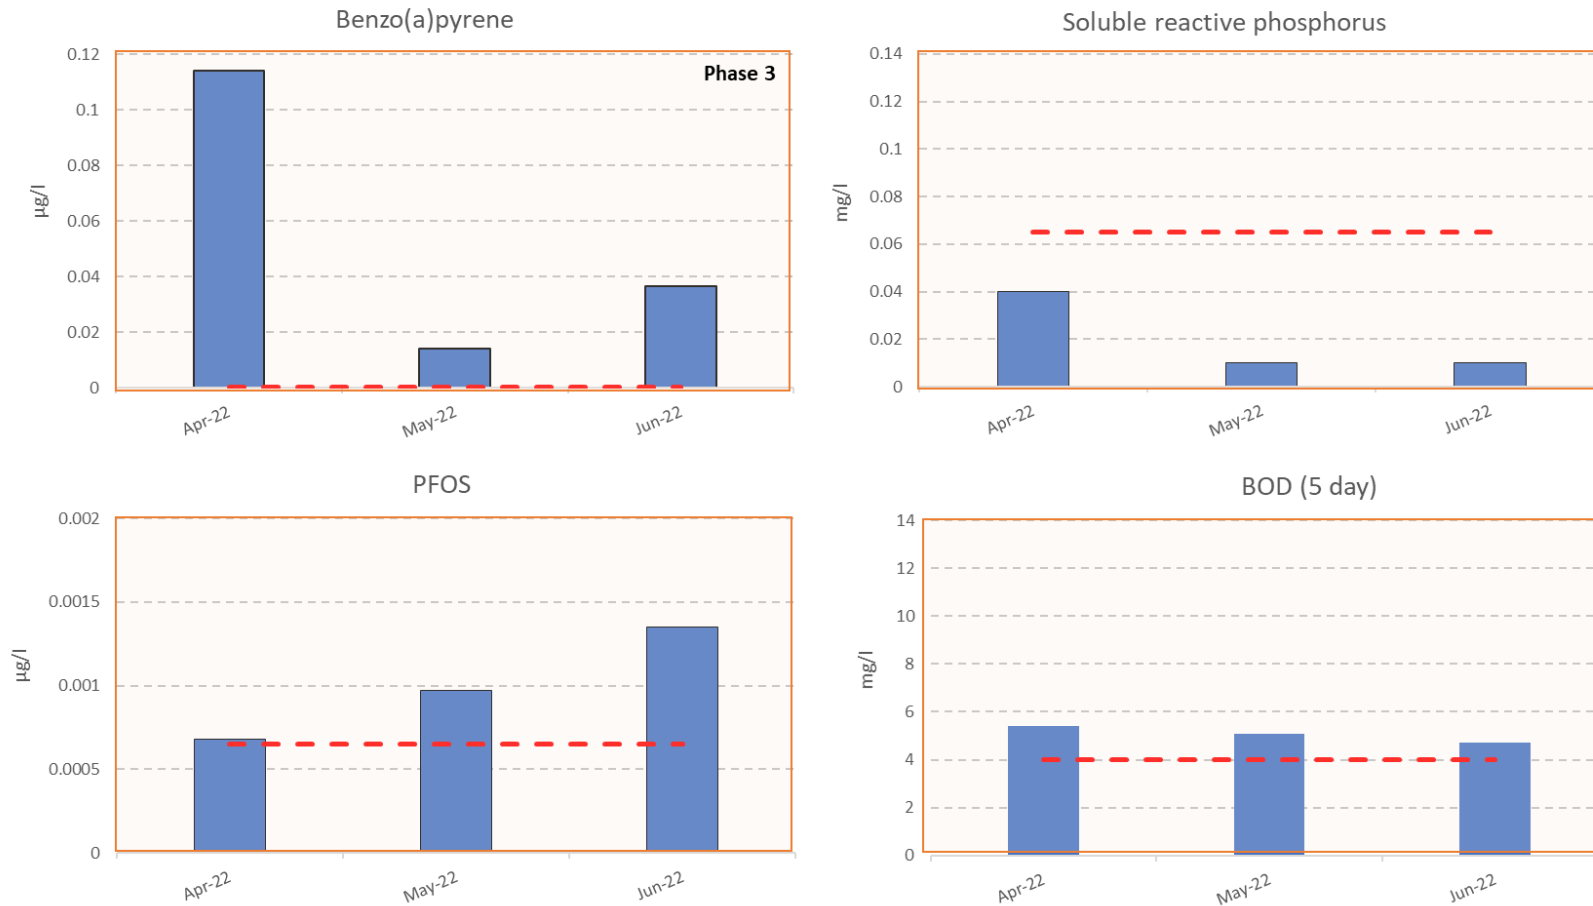 Benzo(a)pyrene
Phase 3
0.12
0.1
0.08
0.06
0.04
0.02
0
µg/l
Apr-22
May-22
Jun-22
Soluble reactive phosphorus
0.14
0.12
0.1
0.08
0.06
0.04
0.02
0
mg/l
Apr-22
May-22
Jun-22
PFOS
0.002
0.0015
0.001
0.0005
0
µg/l
Apr-22
May-22
Jun-22
BOD (5 day)
14
12
10
8
6
4
2
0
mg/l
Apr-22
May-22
Jun-22